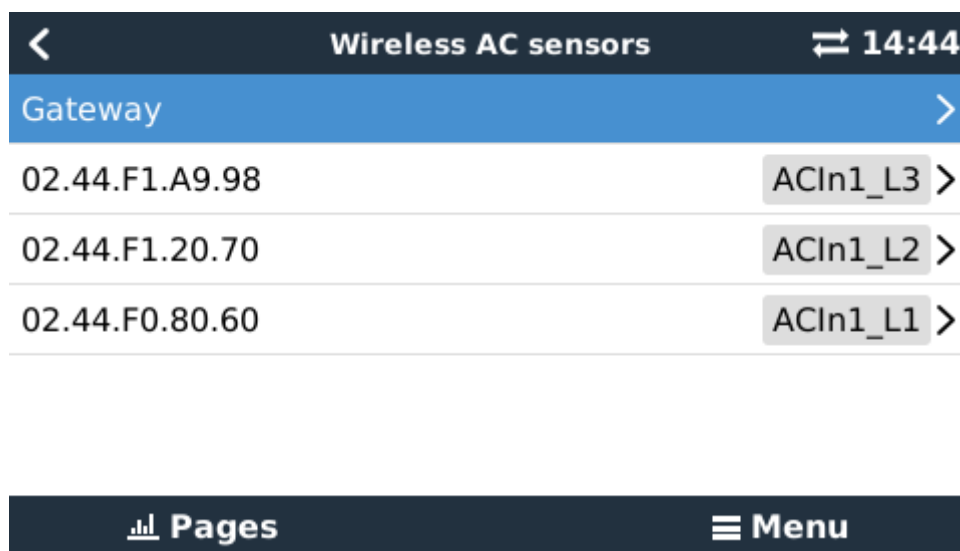 Wireless AC sensors 14:44
Gateway
02.44.F1.A9.98 ACIn1_L3
02.44.F1.20.70 ACIn1_L2
02.44.F0.80.60 ACIn1_L1
Pages Menu